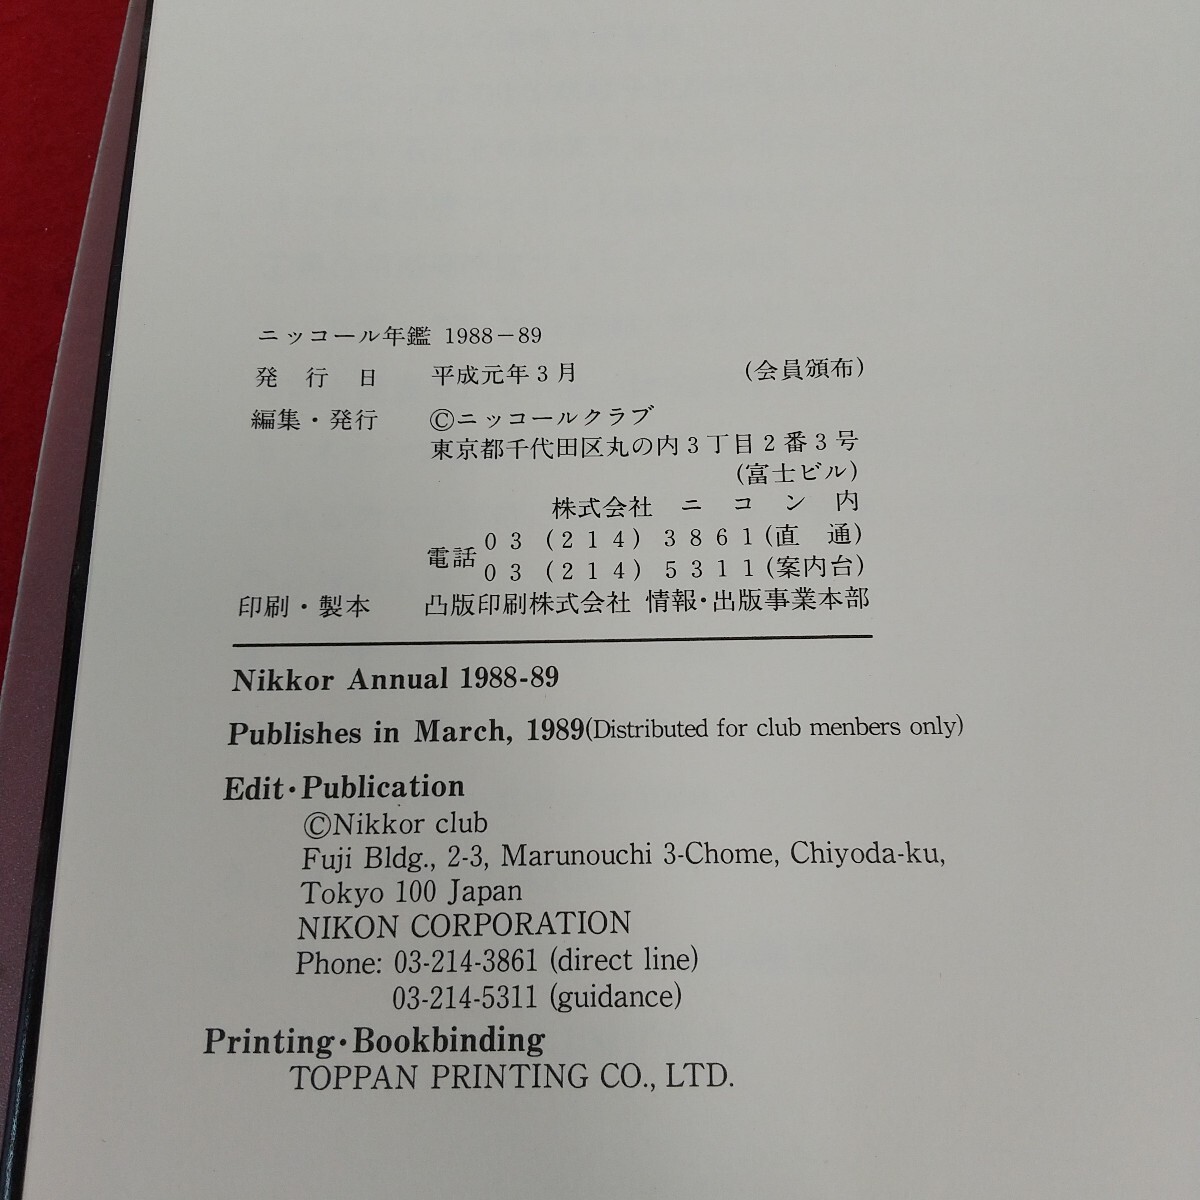 ニッコール年鑑 1988−89
発 行 日 平成元年3月 (会員頒布)
編集・発行 ©ニッコールクラブ
東京都千代田区丸の内3丁目2番3号
(富士ビル)
株式会社 ニコン内
電話 03 (214) 3861(直 通)
03 (214) 5311(案内台)
印刷・製本 凸版印刷株式会社 情報・出版事業本部
Nikkor Annual 1988-89
Publishes in March, 1989(Distributed for club menbers only)
Edit・Publication
©Nikkor club
Fuji Bldg., 2-3, Marunouchi 3-Chome, Chiyoda-ku,
Tokyo 100 Japan
NIKON CORPORATION
Phone: 03-214-3861 (direct line)
03-214-5311 (guidance)
Printing・Bookbinding
TOPPAN PRINTING CO., LTD.